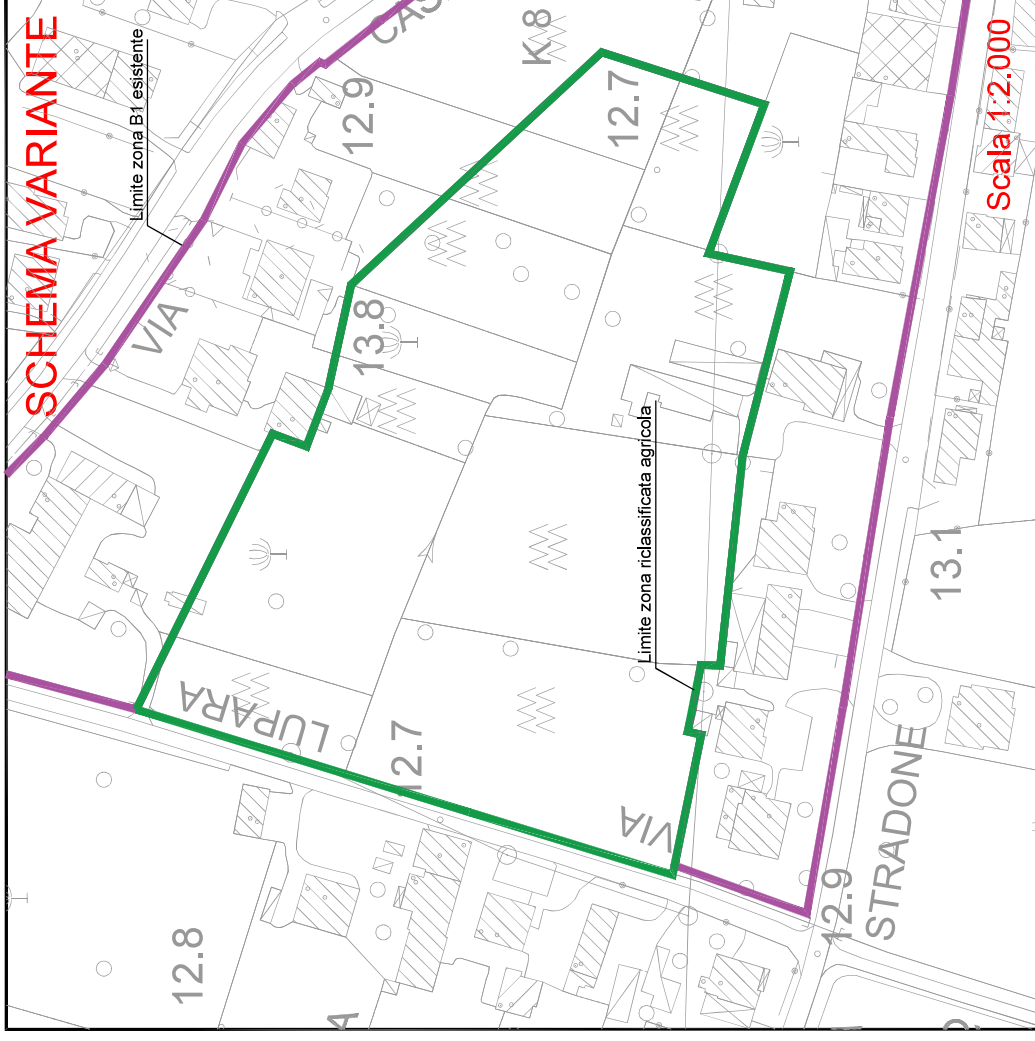 SCHEMA VARIANTE
Limite zona B1 esistente
CAS
K 8
12.9
12.7
VIA
13.8
Scala 1:2.000
Limite zona riclassificata agricola
13.1
LUPARA
12.7
VIA
STRADONE
12.9
12.8
A